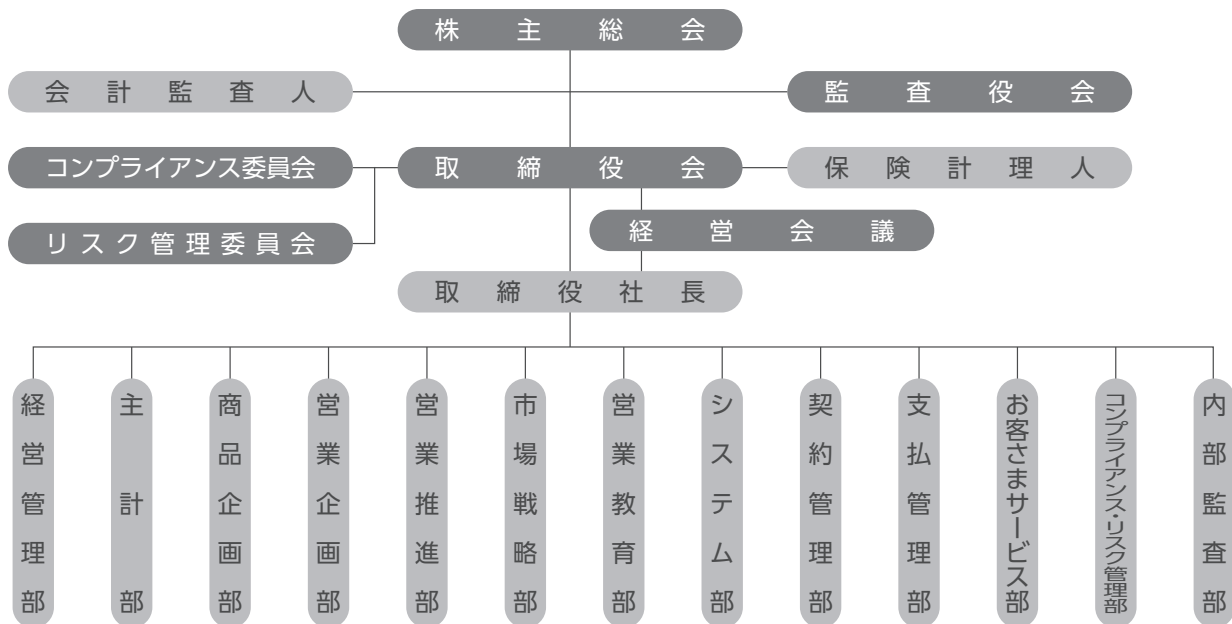 株主総会
会計監査人
監査役会
コンプライアンス委員会
取締役会
保険計理人
リスク管理委員会
経営会議
取締役社長
経営管理部
主計部
商品企画部
営業企画部
営業推進部
市場戦略部
営業教育部
システム部
契約管理部
支払管理部
お客さまサービス部
コンプライアンス・リスク管理部
内部監査部